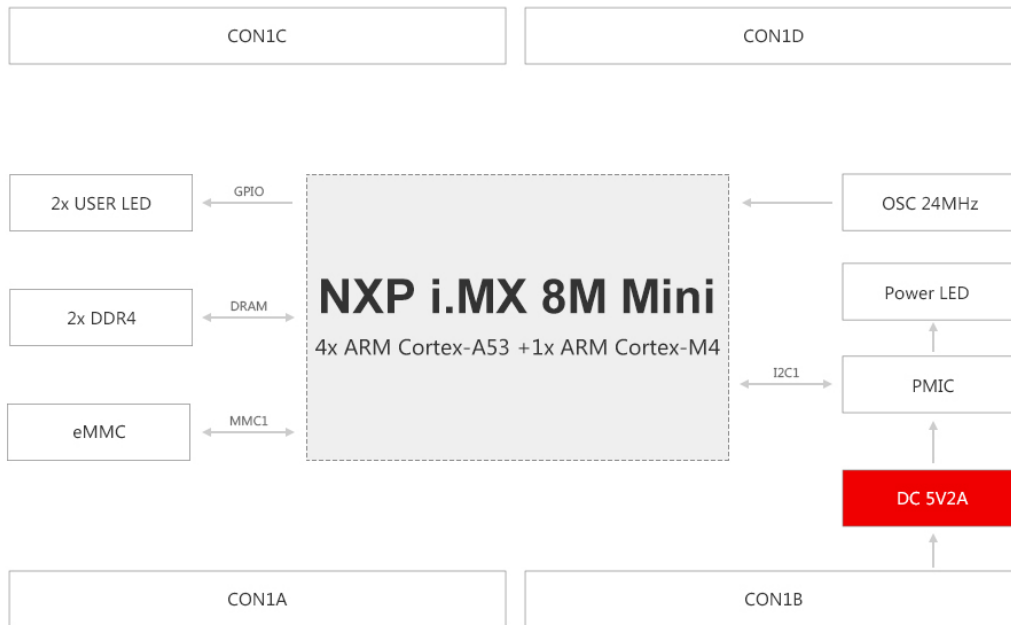 CON1C
CON1D
2x USER LED
GPIO
OSC 24MHz
Power LED
NXP i.MX 8M Mini
4x ARM Cortex-A53 +1x ARM Cortex-M4
2x DDR4
DRAM
I2C1
PMIC
eMMC
MMC1
DC 5V2A
CON1A
CON1B